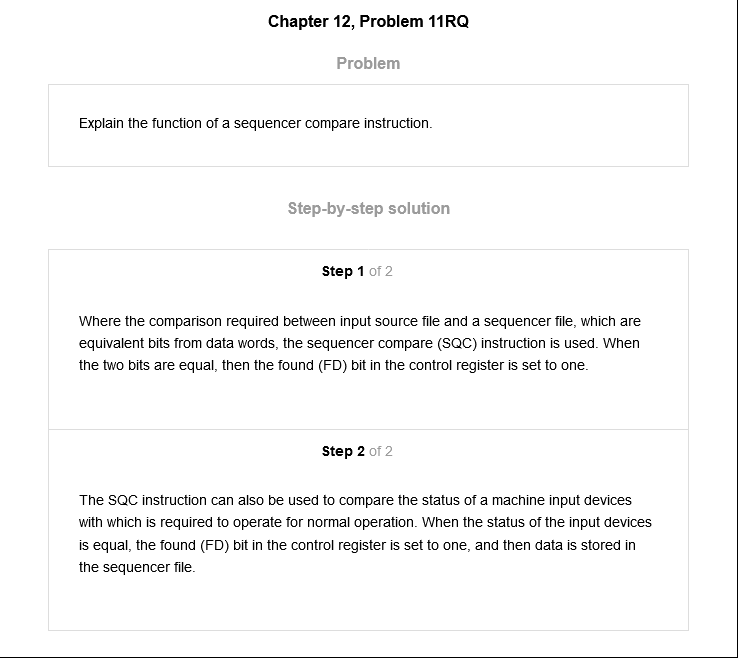 Chapter 12, Problem 11RQ
Problem
Explain the function of a sequencer compare instruction.
Step-by-step solution
Step 1 of 2
Where the comparison required between input source file and a sequencer file, which are
equivalent bits from data words, the sequencer compare (SQC) instruction is used. When
the two bits are equal, then the found (FD) bit in the control register is set to one.
Step 2 of 2
The SQC instruction can also be used to compare the status of a machine input devices
with which is required to operate for normal operation. When the status of the input devices
is equal, the found (FD) bit in the control register is set to one, and then data is stored in
the sequencer file.